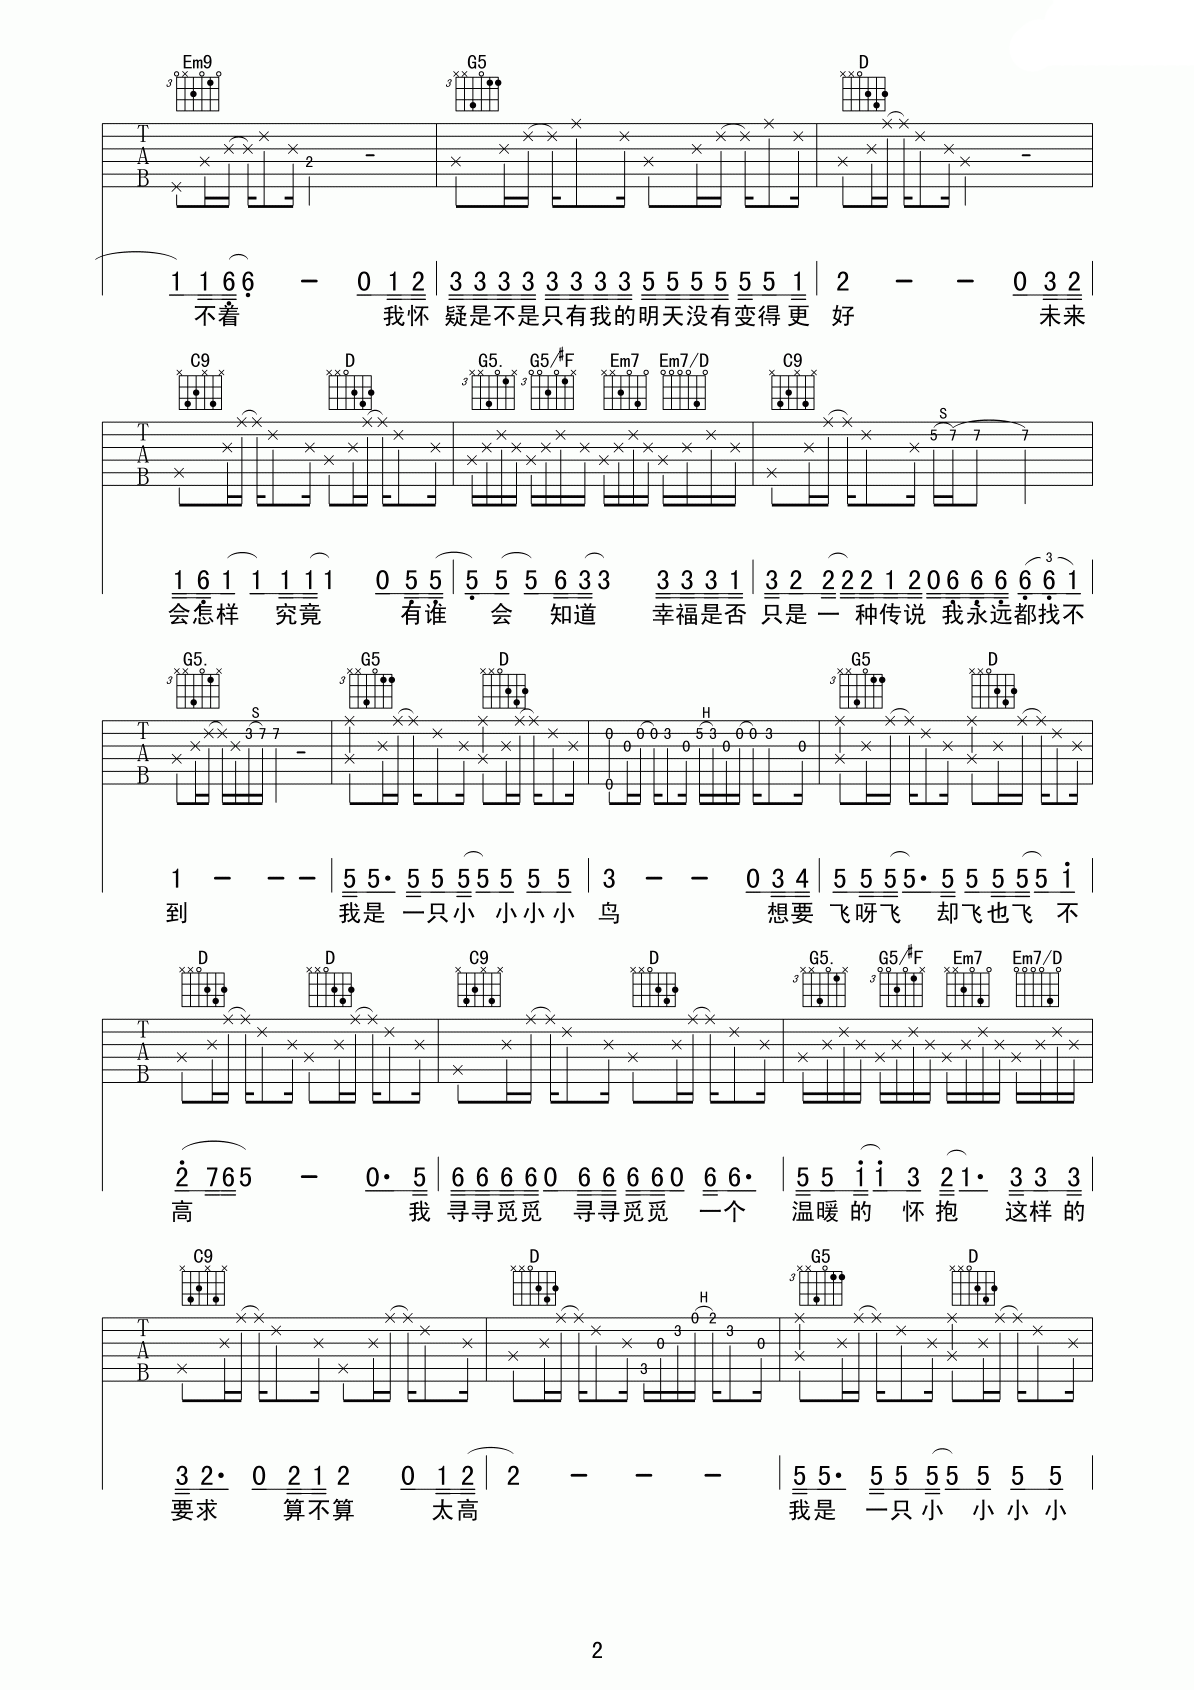 Em9 G5 D
3 3
T
A 2 –
B
1 1 6 6 – 0 1 2 3 3 3 3 3 3 3 3 5 5 5 5 5 5 1 2 – – 0 3 2
不着 我怀 疑是不是只有我的明天没有变得更 好 未来
C9 D G5. G5/#F Em7 Em7/D C9
3 3
S
T 5 7 7 7
A
B
3
1 6 1 1 1 1 1 1 0 5 5 5 5 5 6 3 3 3 3 3 1 3 2 2 2 2 1 2 0 6 6 6 6 6 1
会怎样 究竟 有谁 会 知道 幸福是否 只是一 种传说 我永远都找不
G5. G5 D G5 D
3 3 3
S H
T 3 7 7 0 0 0 3 5 3 0 0 3
A – 0 0 0 0
B 0
1 – – – 5 5· 5 5 5 5 5 5 5 3 – – 0 3 4 5 5 5 5· 5 5 5 5 5 1
到 我是 一只小 小小小 鸟 想要 飞呀飞 却飞也飞 不
D D C9 D G5. G5/#F Em7 Em7/D
3 3
T
A
B
2 7 6 5 – 0· 5 6 6 6 6 0 6 6 6 6 0 6 6· 5 5 1 1 3 2 1· 3 3 3
高 我 寻寻觅觅 寻寻觅觅 一个 温暖的 怀抱 这样的
C9 D G5 D
3
H
T 3 0 2 3
A 0 0
B 3
3 2· 0 2 1 2 0 1 2 2 – – – 5 5· 5 5 5 5 5 5 5
要求 算不算 太高 我是 一只小 小小小
2